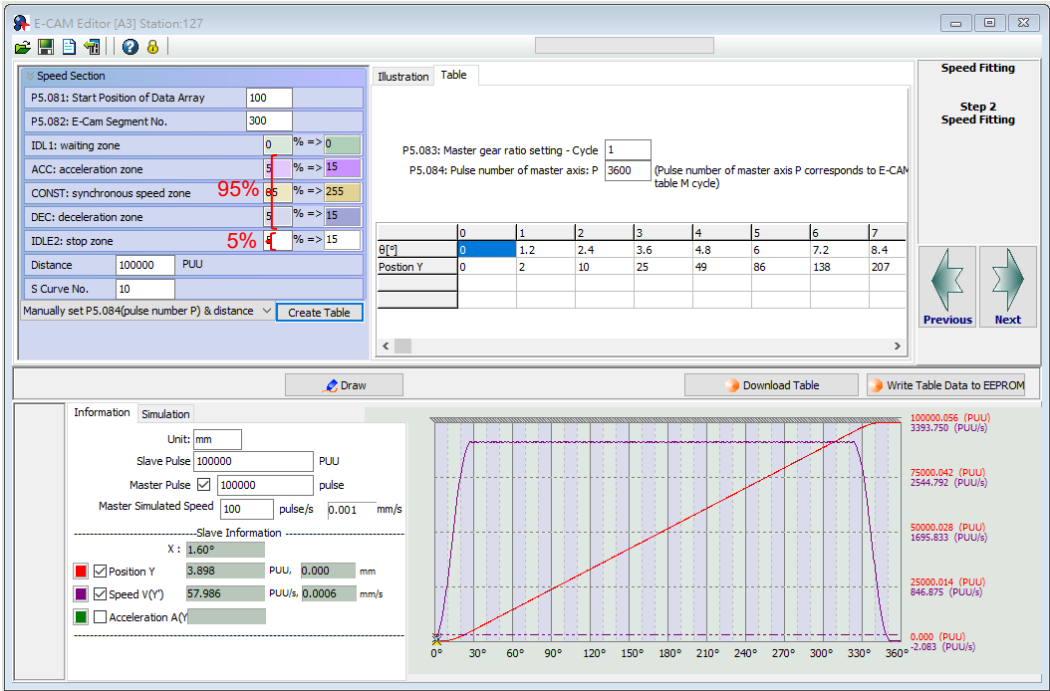 E-CAM Editor [A3] Station:127
Speed Section
P5.081: Start Position of Data Array 100
P5.082: E-Cam Segment No. 300
IDL1: waiting zone 0 % => 0
ACC: acceleration zone 5 % => 15
CONST: synchronous speed zone 85 % => 255
DEC: deceleration zone 5 % => 15
IDLE2: stop zone 5 % => 15
95%
5%
Distance 100000 PUU
S Curve No. 10
Manually set P5.084(pulse number P) & distance Create Table
Illustration Table
P5.083: Master gear ratio setting - Cycle 1
P5.084: Pulse number of master axis: P 3600 (Pulse number of master axis P corresponds to E-CAM
table M cycle)
0 1 2 3 4 5 6 7
θ[º] 0 1.2 2.4 3.6 4.8 6 7.2 8.4
Postion Y 0 2 10 25 49 86 138 207
Speed Fitting
Step 2
Speed Fitting
Previous Next
Draw Download Table Write Table Data to EEPROM
Information Simulation
Unit: mm
Slave Pulse 100000 PUU
Master Pulse 100000 pulse
Master Simulated Speed 100 pulse/s 0.001 mm/s
Slave Information
X : 1.60°
Position Y 3.898 PUU, 0.000 mm
Speed V(Y') 57.986 PUU/s, 0.0006 mm/s
Acceleration A(Y
100000.056 (PUU)
3393.750 (PUU/s)
75000.042 (PUU)
2544.792 (PUU/s)
50000.028 (PUU)
1695.833 (PUU/s)
25000.014 (PUU)
846.875 (PUU/s)
0.000 (PUU)
-2.083 (PUU/s)
0° 30° 60° 90° 120° 150° 180° 210° 240° 270° 300° 330° 360°